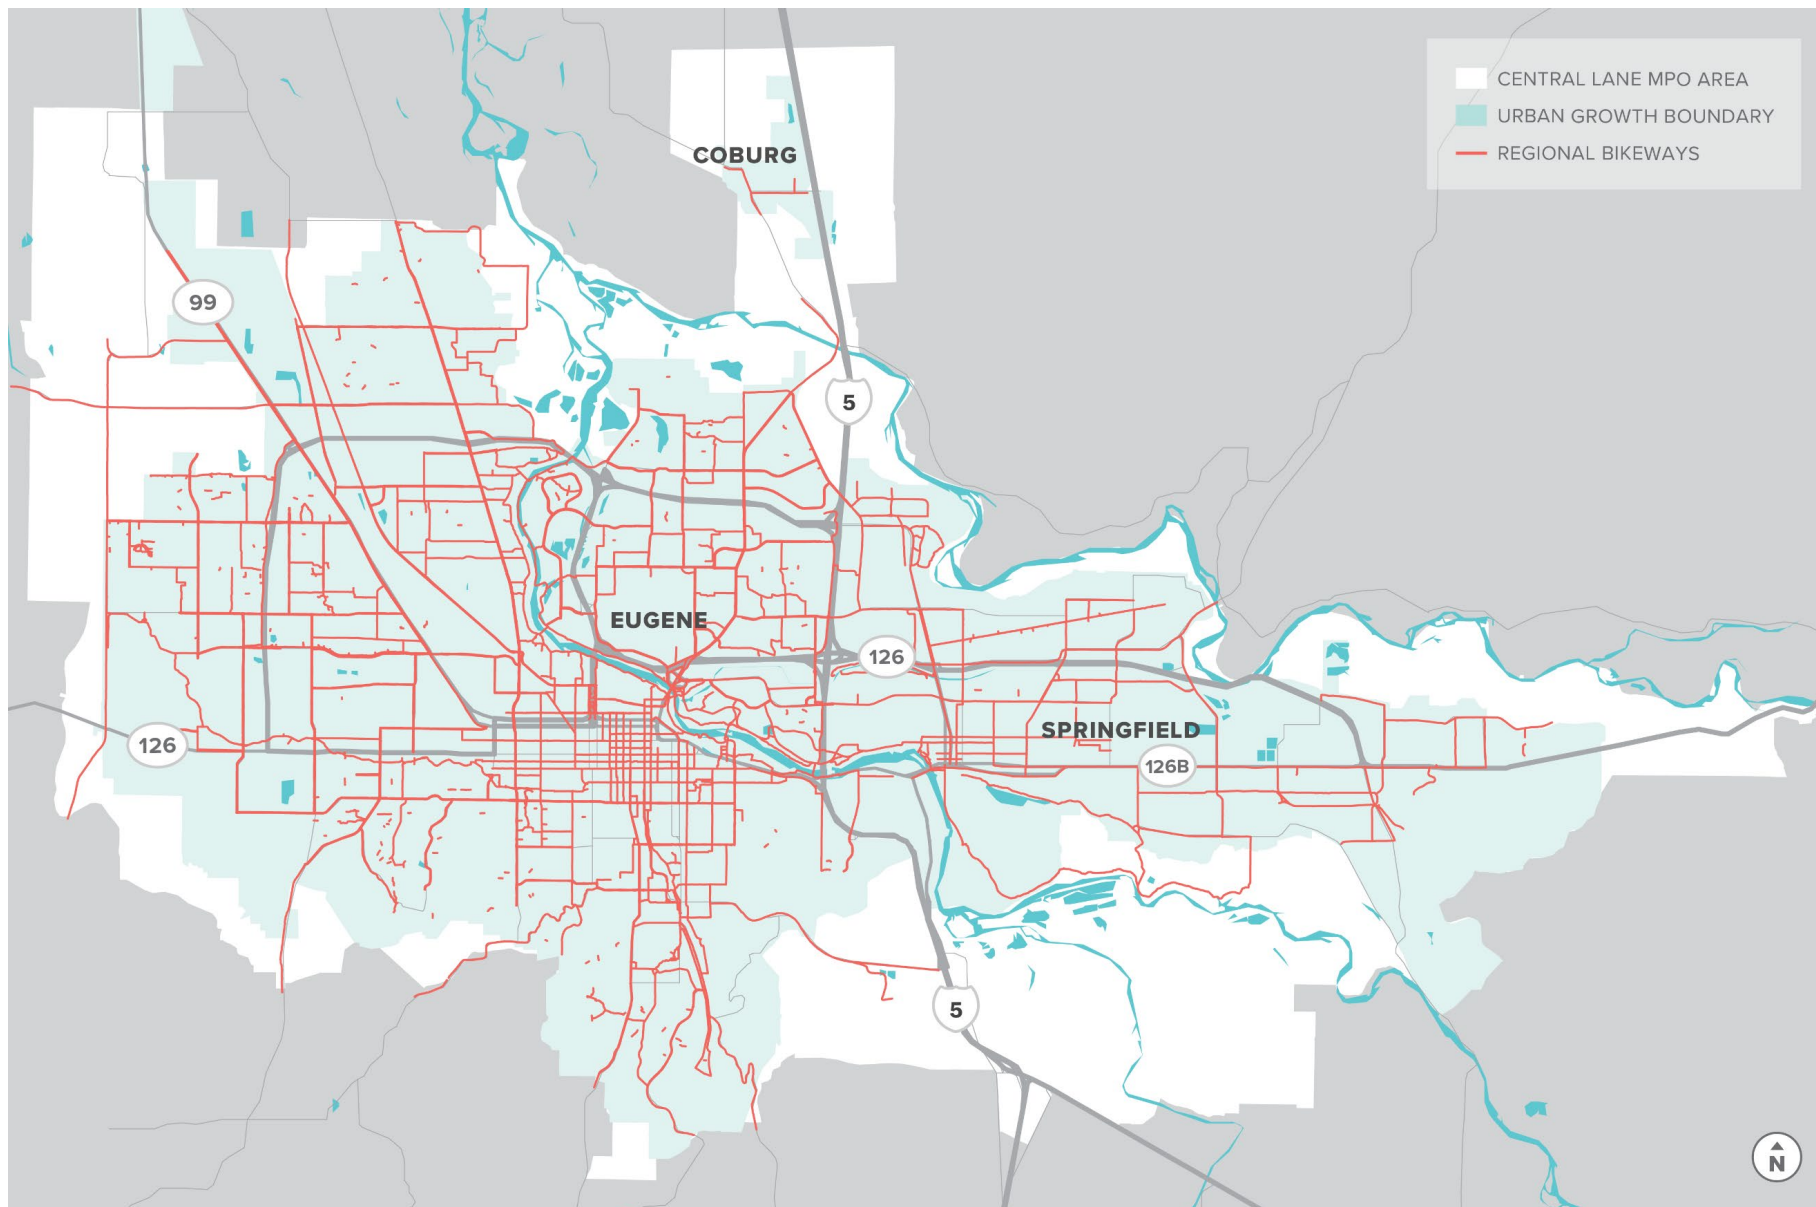 CENTRAL LANE MPO AREA
URBAN GROWTH BOUNDARY
REGIONAL BIKEWAYS
COBURG
99
5
EUGENE
126
SPRINGFIELD
126
126B
5
N